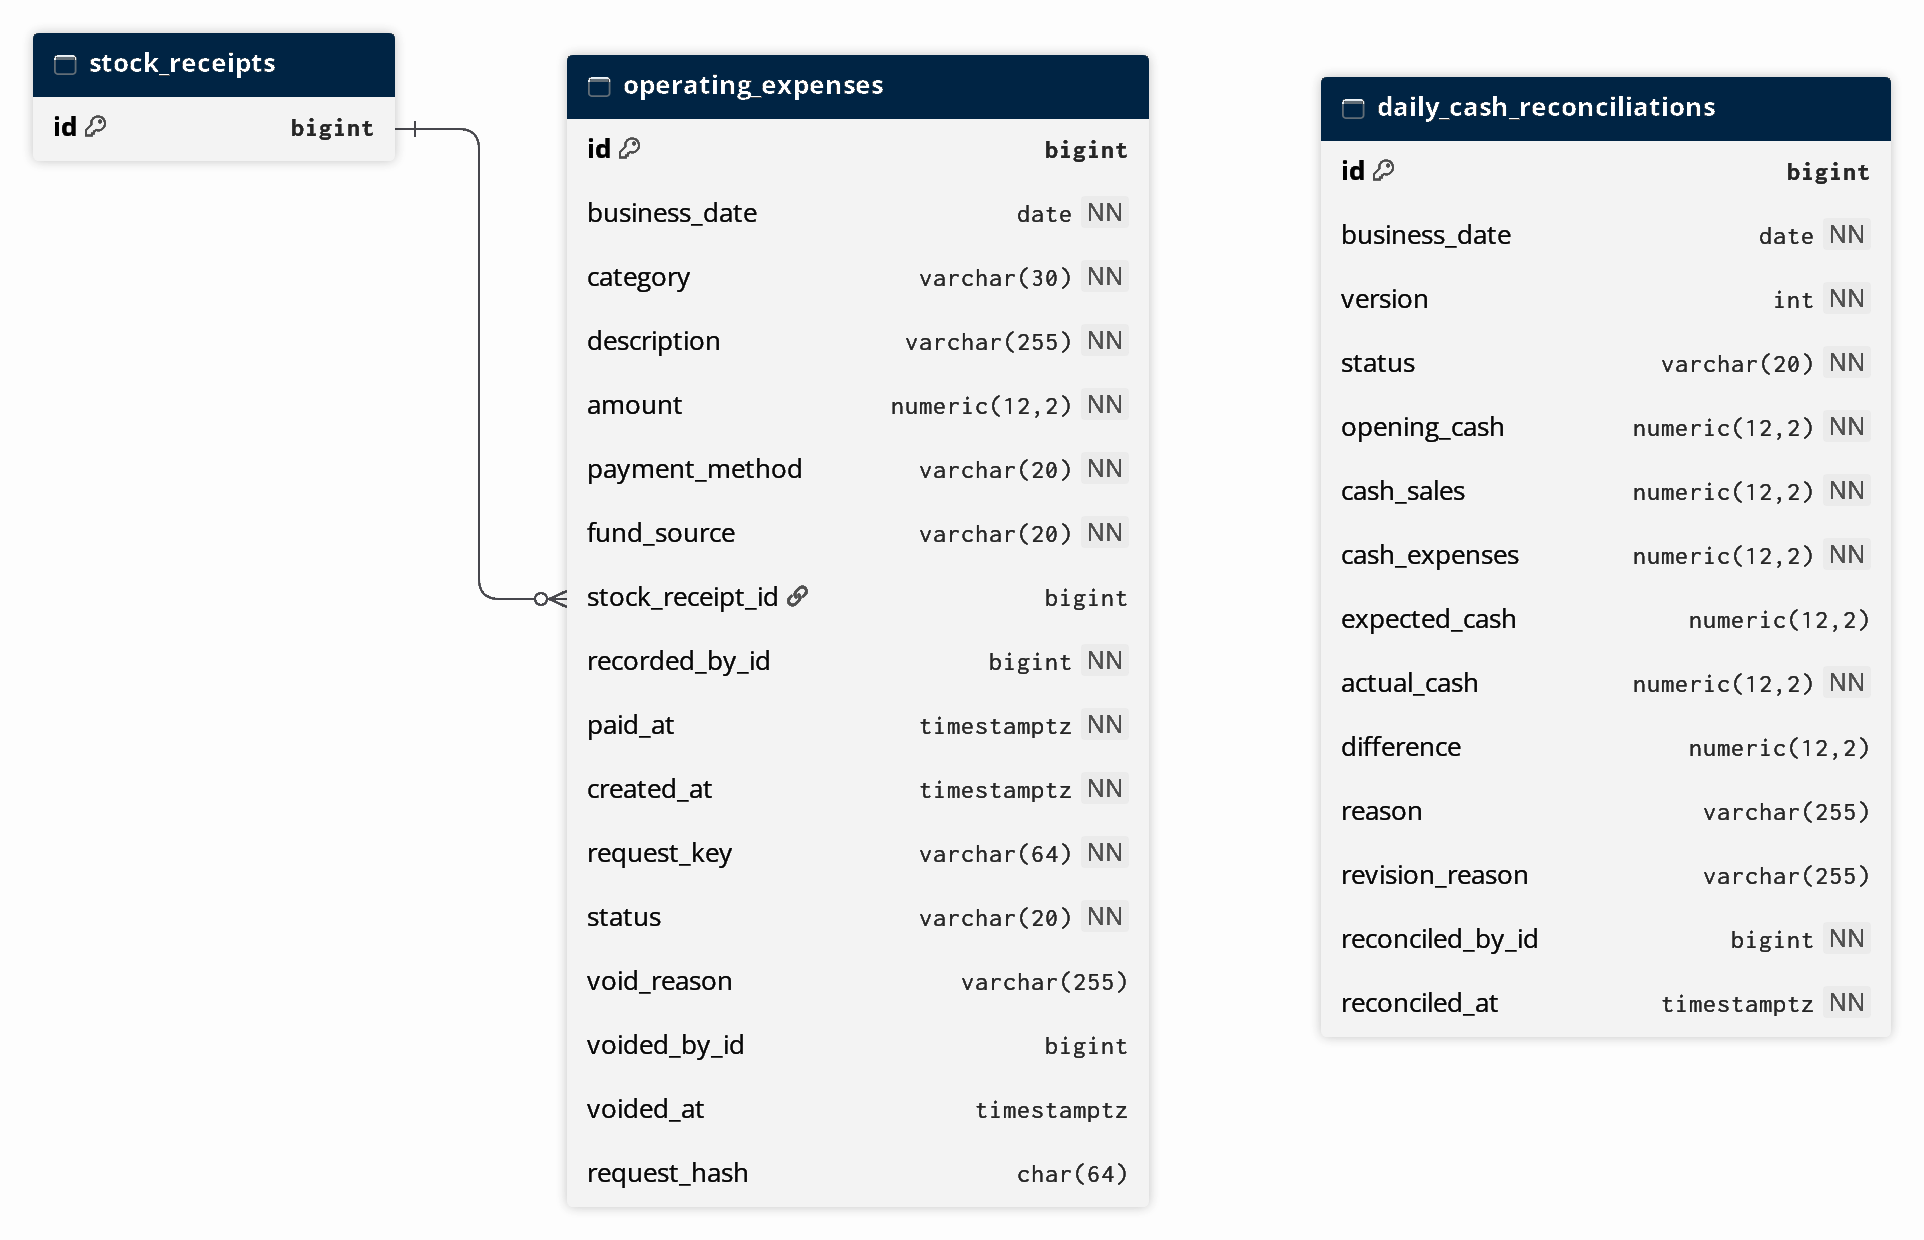 stock_receipts
id bigint
operating_expenses
id bigint
business_date date NN
category varchar(30) NN
description varchar(255) NN
amount numeric(12,2) NN
payment_method varchar(20) NN
fund_source varchar(20) NN
stock_receipt_id bigint
recorded_by_id bigint NN
paid_at timestamptz NN
created_at timestamptz NN
request_key varchar(64) NN
status varchar(20) NN
void_reason varchar(255)
voided_by_id bigint
voided_at timestamptz
request_hash char(64)
daily_cash_reconciliations
id bigint
business_date date NN
version int NN
status varchar(20) NN
opening_cash numeric(12,2) NN
cash_sales numeric(12,2) NN
cash_expenses numeric(12,2) NN
expected_cash numeric(12,2)
actual_cash numeric(12,2) NN
difference numeric(12,2)
reason varchar(255)
revision_reason varchar(255)
reconciled_by_id bigint NN
reconciled_at timestamptz NN